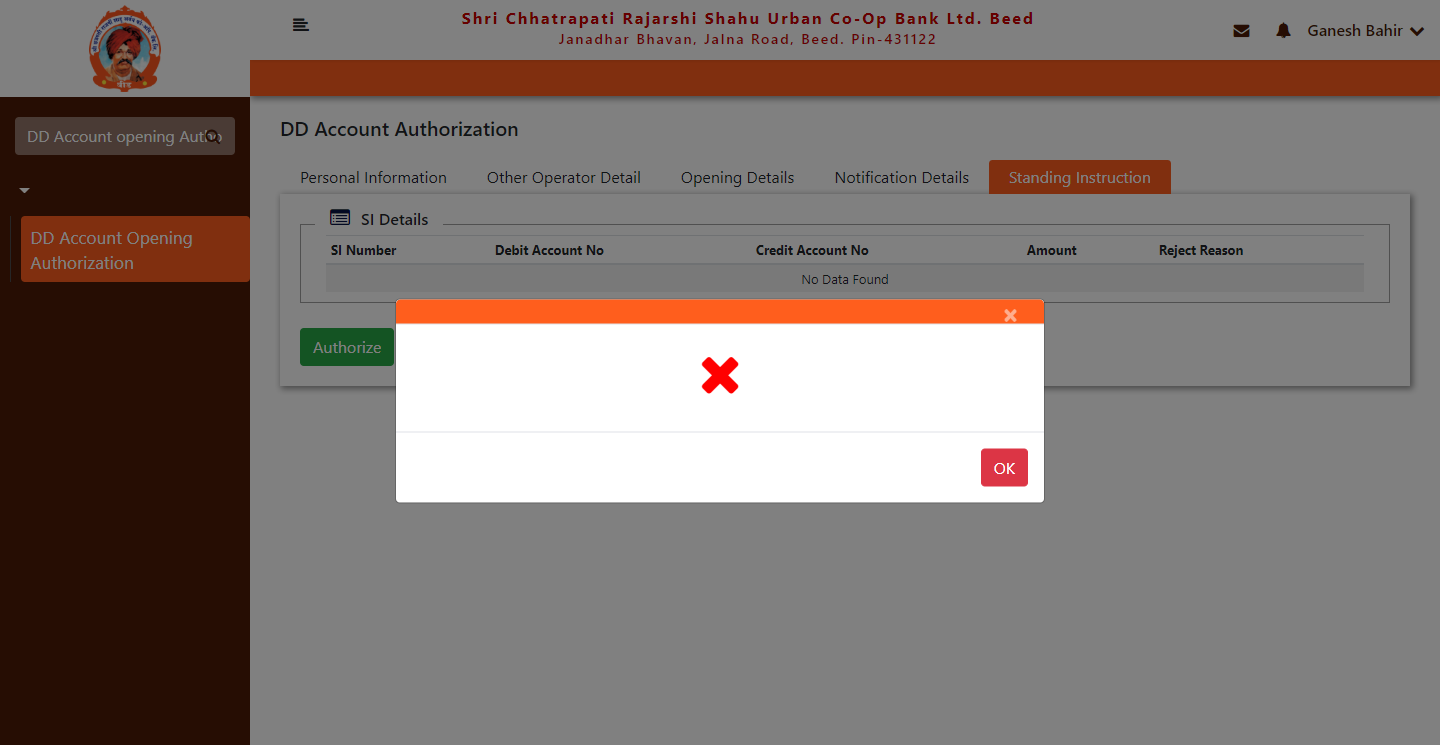 Shri Chhatrapati Rajarshi Shahu Urban Co-Op Bank Ltd. Beed
Janadhar Bhavan, Jalna Road, Beed. Pin-431122
Ganesh Bahir
DD Account opening Autho
DD Account Opening
Authorization
DD Account Authorization
Personal Information Other Operator Detail Opening Details Notification Details Standing Instruction
SI Details
SI Number Debit Account No Credit Account No Amount Reject Reason
No Data Found
Authorize
OK